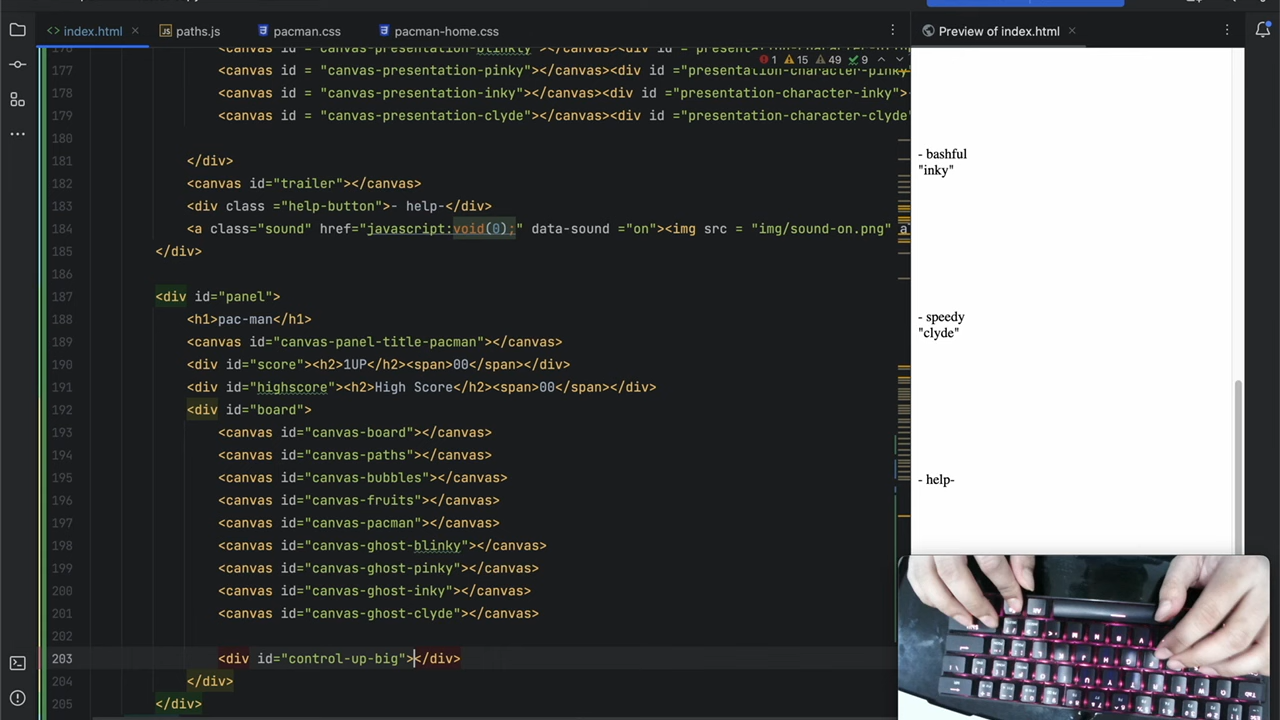 index.html
paths.js
pacman.css
pacman-home.css
Preview of index.html
1 15 49 9
177 <canvas id = "canvas-presentation-pinky"></canvas><div id ="presentation-character-pinky"
178 <canvas id = "canvas-presentation-inky"></canvas><div id ="presentation-character-inky">
179 <canvas id = "canvas-presentation-clyde"></canvas><div id ="presentation-character-clyde"
180
181 </div>
182 <canvas id="trailer"></canvas>
183 <div class ="help-button">- help-</div>
184 <a class="sound" href="javascript:void(0);" data-sound ="on"><img src = "img/sound-on.png" a
185 </div>
186
187 <div id="panel">
188 <h1>pac-man</h1>
189 <canvas id="canvas-panel-title-pacman"></canvas>
190 <div id="score"><h2>1UP</h2><span>00</span></div>
191 <div id="highscore"><h2>High Score</h2><span>00</span></div>
192 <div id="board">
193 <canvas id="canvas-board"></canvas>
194 <canvas id="canvas-paths"></canvas>
195 <canvas id="canvas-bubbles"></canvas>
196 <canvas id="canvas-fruits"></canvas>
197 <canvas id="canvas-pacman"></canvas>
198 <canvas id="canvas-ghost-blinky"></canvas>
199 <canvas id="canvas-ghost-pinky"></canvas>
200 <canvas id="canvas-ghost-inky"></canvas>
201 <canvas id="canvas-ghost-clyde"></canvas>
202
203 <div id="control-up-big"></div>
204 </div>
205 </div>
- bashful
"inky"
- speedy
"clyde"
- help-